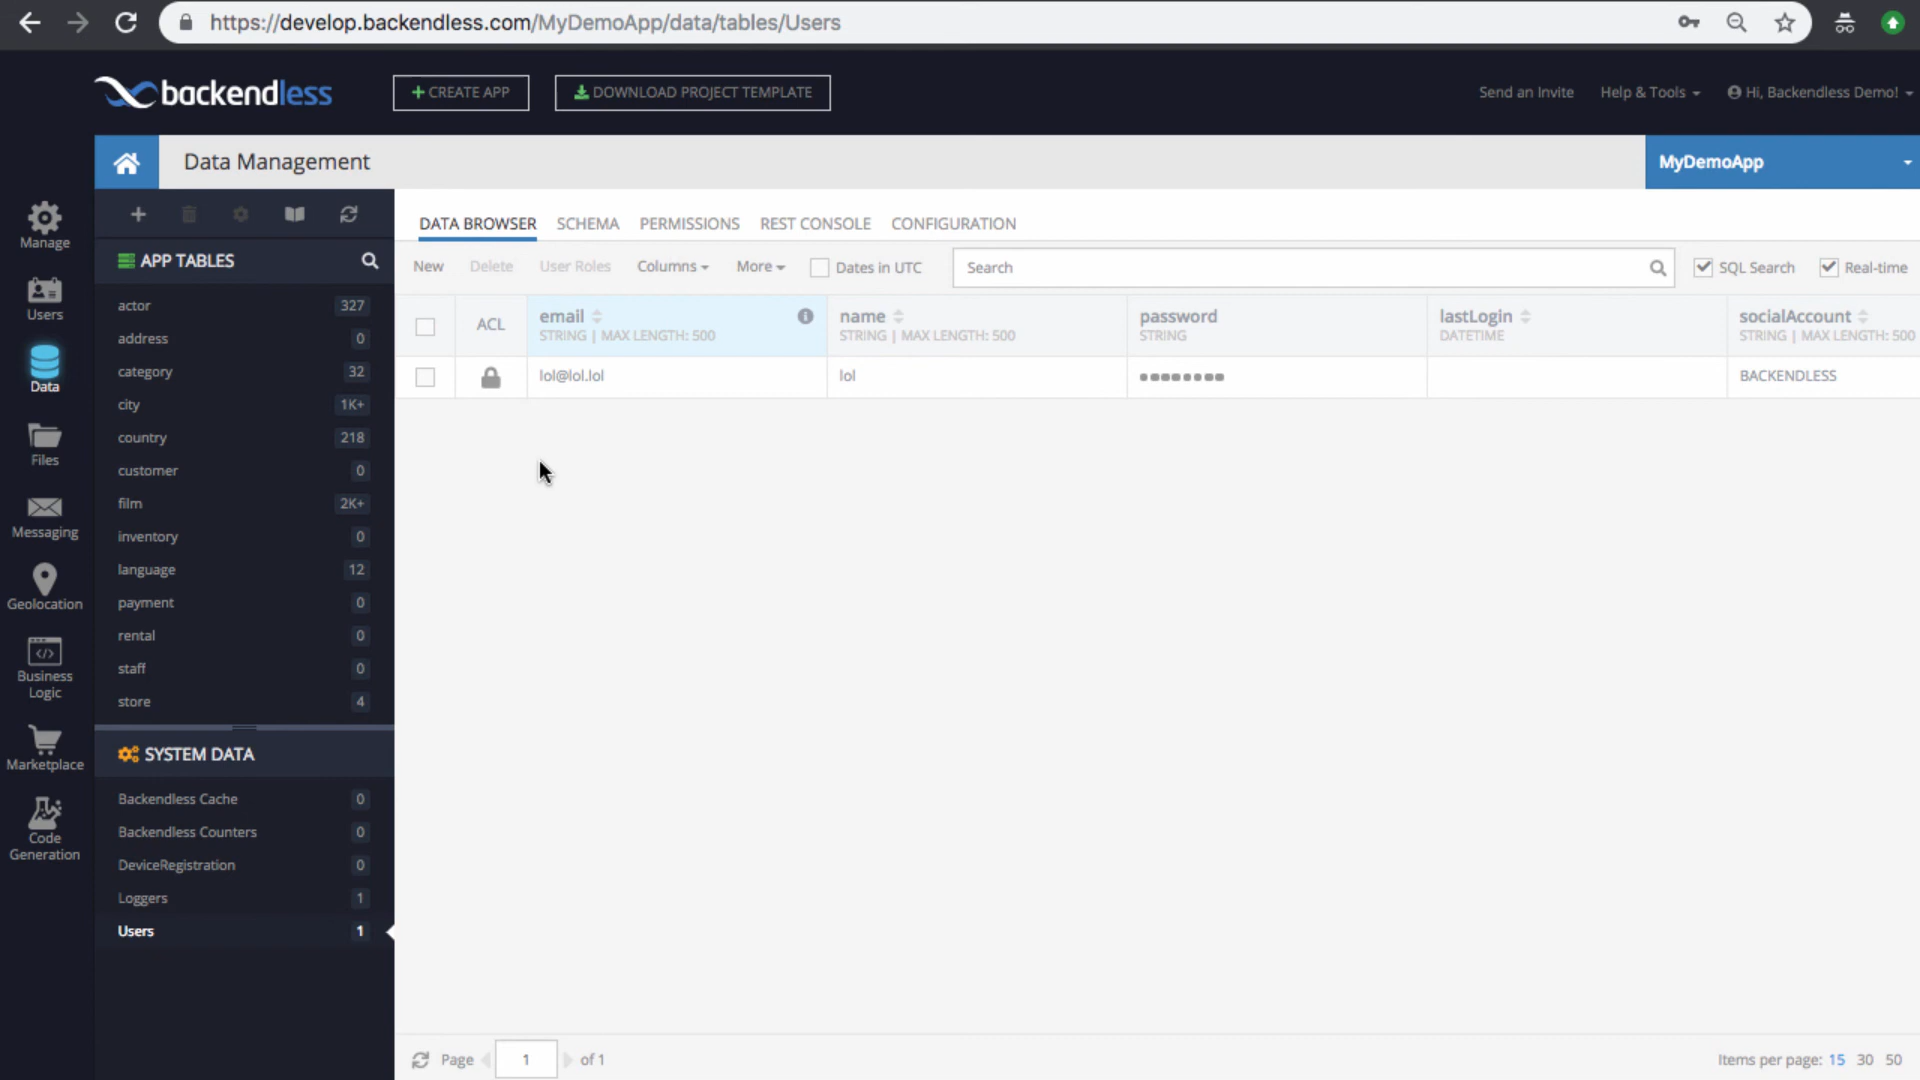 https://develop.backendless.com/MyDemoApp/data/tables/Users
backendless
+ CREATE APP
DOWNLOAD PROJECT TEMPLATE
Send an Invite
Help & Tools
Hi, Backendless Demo!
Data Management
MyDemoApp
Manage
Users
Data
Files
Messaging
Geolocation
Business
Logic
Marketplace
Code
Generation
APP TABLES
actor 327
address 0
category 32
city 1K+
country 218
customer 0
film 2K+
inventory 0
language 12
payment 0
rental 0
staff 0
store 4
SYSTEM DATA
Backendless Cache 0
Backendless Counters 0
DeviceRegistration 0
Loggers 1
Users 1
DATA BROWSER SCHEMA PERMISSIONS REST CONSOLE CONFIGURATION
New Delete User Roles Columns More Dates in UTC Search SQL Search Real-time
ACL email name password lastLogin socialAccount
STRING | MAX LENGTH: 500 STRING | MAX LENGTH: 500 STRING DATETIME STRING | MAX LENGTH: 500
lol@lol.lol lol •••••••• BACKENDLESS
Page 1 of 1
Items per page: 15 30 50